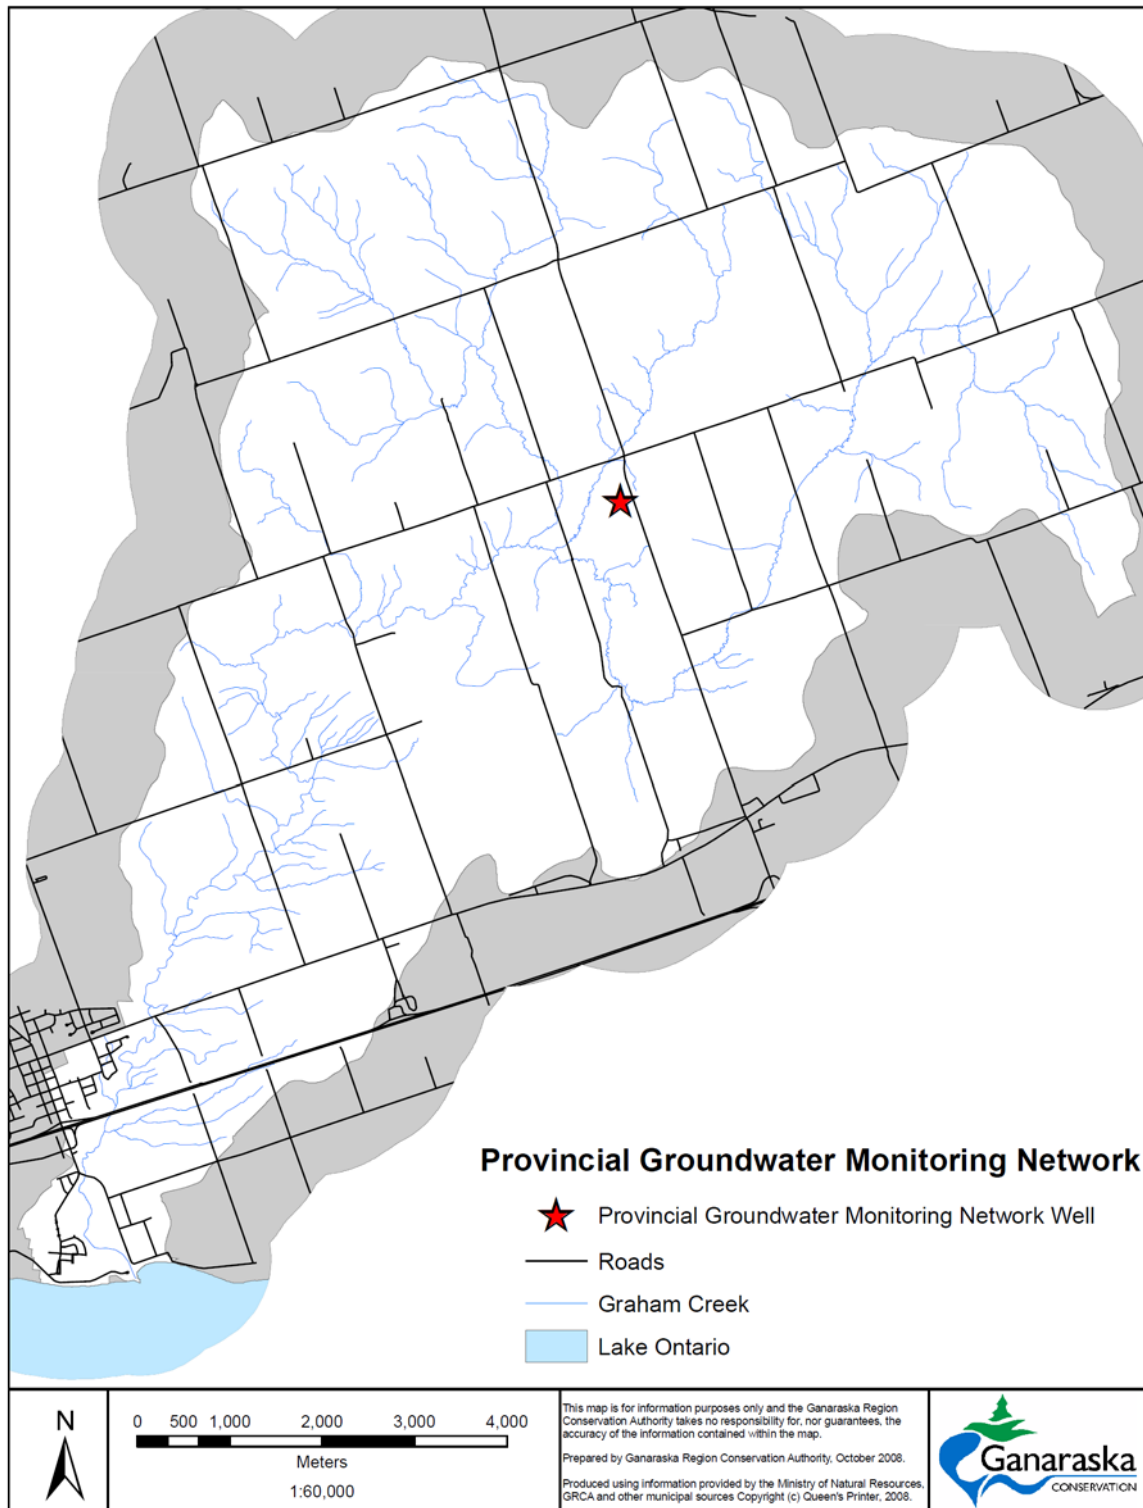 Provincial Groundwater Monitoring Network
Provincial Groundwater Monitoring Network Well
Roads
Graham Creek
Lake Ontario
N
0 500 1,000 2,000 3,000 4,000
Meters
1:60,000
This map is for information purposes only and the Ganaraska Region
Conservation Authority takes no responsibility for, nor guarantees, the
accuracy of the information contained within the map.
Prepared by Ganaraska Region Conservation Authority, October 2008.
Produced using information provided by the Ministry of Natural Resources,
GRCA and other municipal sources Copyright (c) Queen's Printer, 2008.
Ganaraska
CONSERVATION